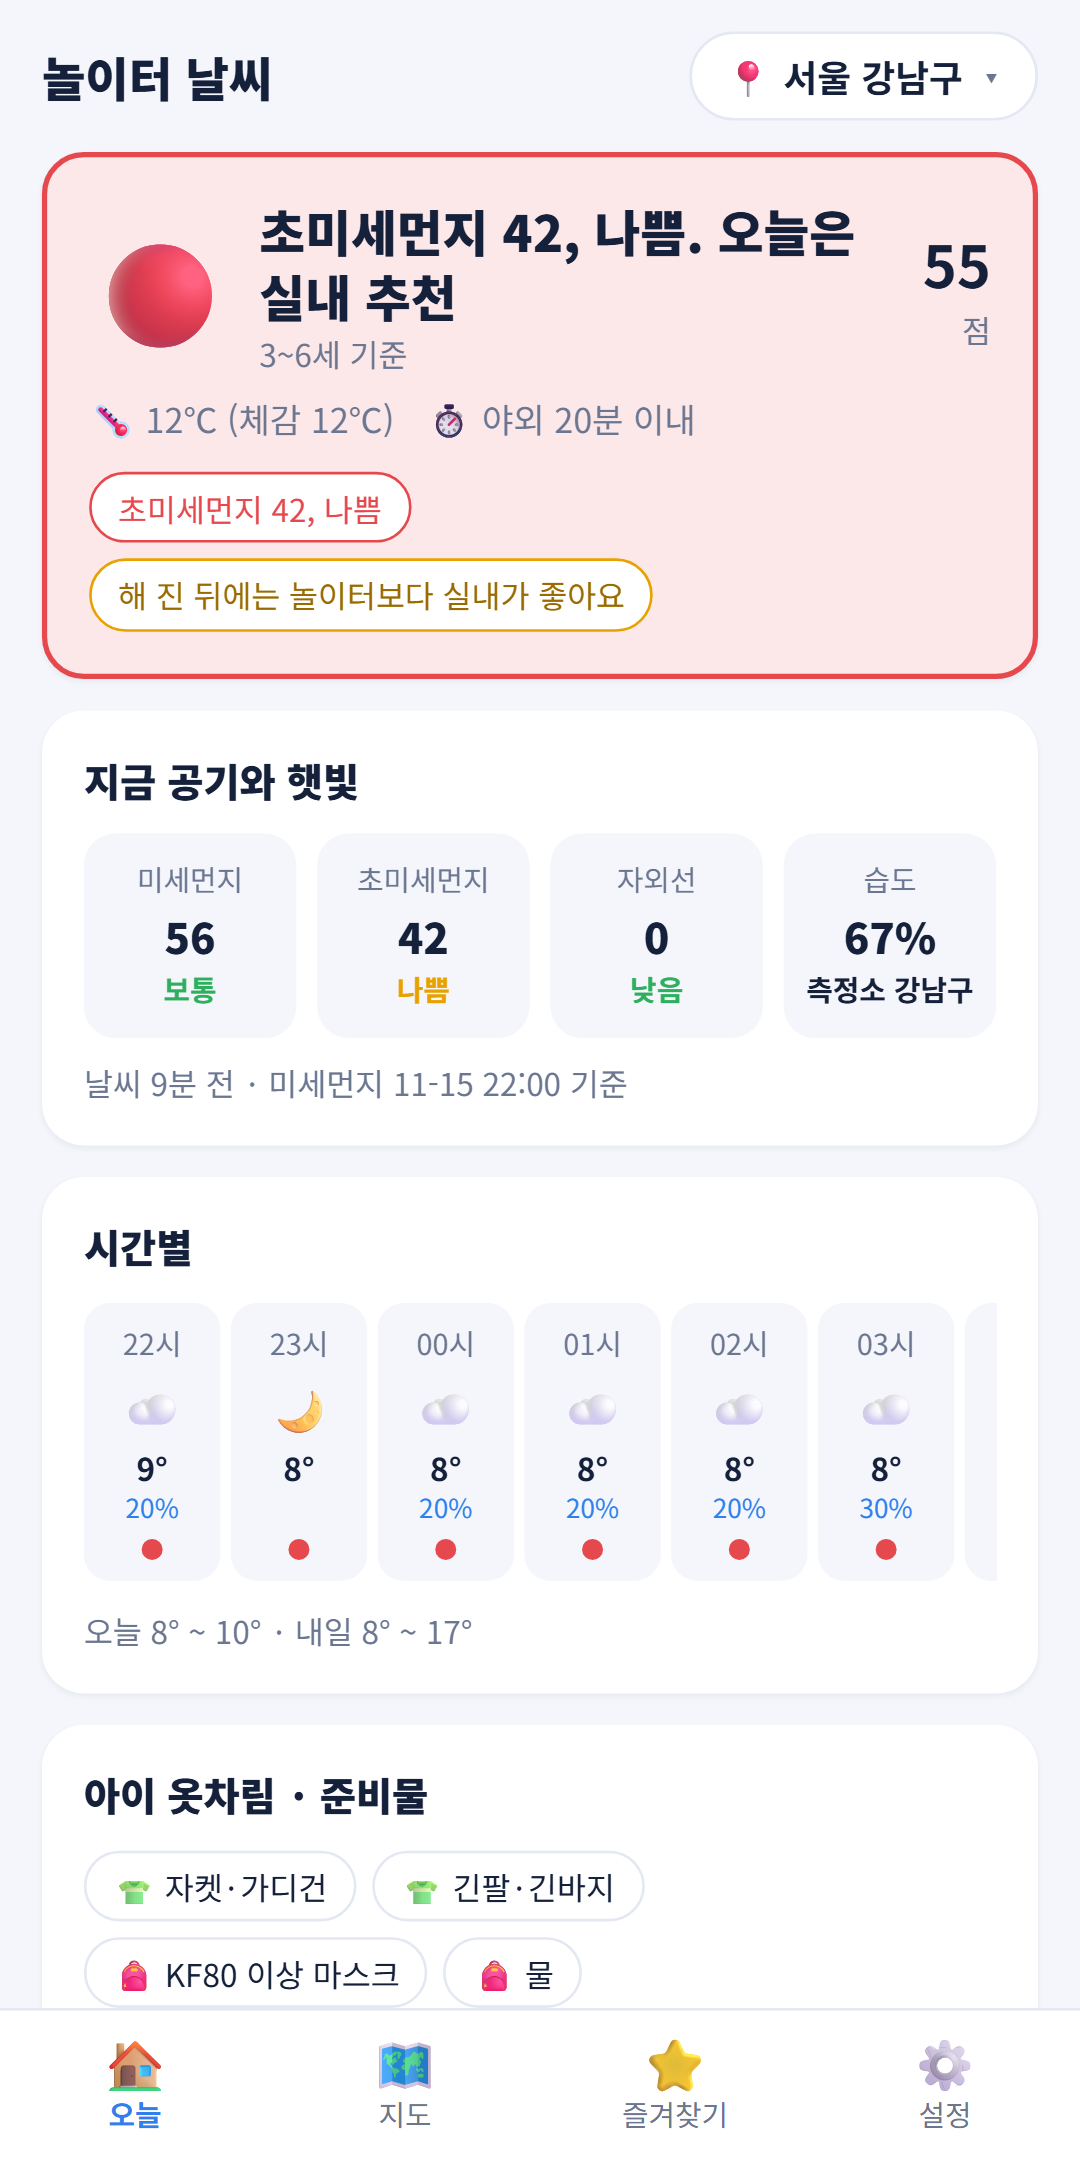 놀이터 날씨
서울 강남구 ▾
초미세먼지 42, 나쁨. 오늘은
실내 추천
3~6세 기준
55
점
12°C (체감 12°C) 야외 20분 이내
초미세먼지 42, 나쁨
해 진 뒤에는 놀이터보다 실내가 좋아요
지금 공기와 햇빛
미세먼지 초미세먼지 자외선 습도
56 42 0 67%
보통 나쁨 낮음 측정소 강남구
날씨 9분 전 · 미세먼지 11-15 22:00 기준
시간별
22시 23시 00시 01시 02시 03시
9° 8° 8° 8° 8° 8°
20% 20% 20% 20% 30%
오늘 8° ~ 10° · 내일 8° ~ 17°
아이 옷차림 · 준비물
자켓·가디건 긴팔·긴바지
KF80 이상 마스크 물
오늘 지도 즐겨찾기 설정